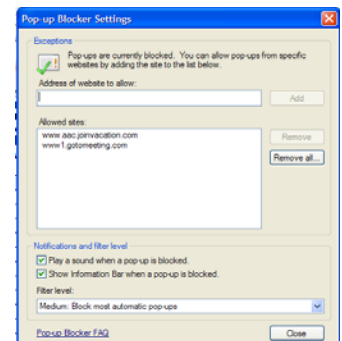 Pop-up Blocker Settings
Exceptions
Pop-ups are currently blocked. You can allow pop-ups from specific
websites by adding the site to the list below.
Address of website to allow:
Add
Allowed sites:
www.aac.joinvacation.com
www1.gotomeeting.com
Remove
Remove all...
Notifications and filter level
Play a sound when a pop-up is blocked.
Show Information Bar when a pop-up is blocked.
Filter level:
Medium: Block most automatic pop-ups
Pop-up Blocker FAQ
Close